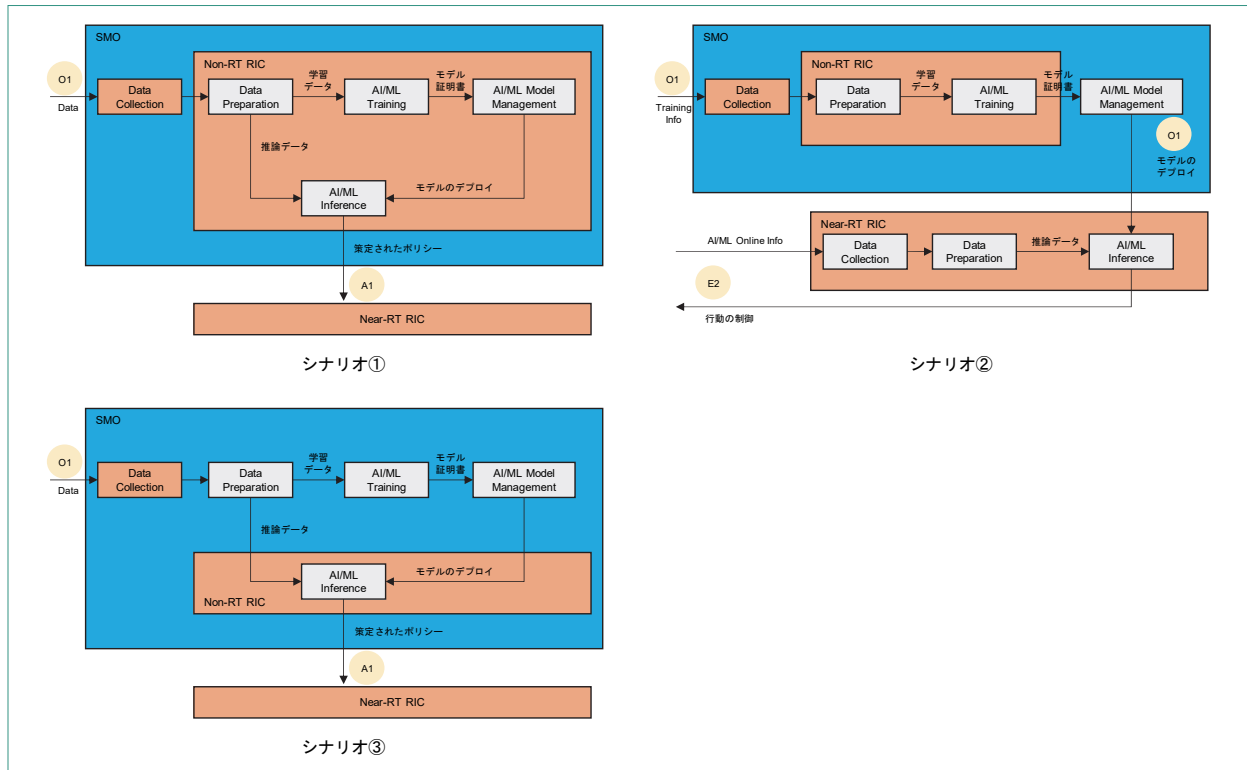 SMO
Non-RT RIC
O1
Data
Data
Collection
Data
Preparation
学習
データ
AI/ML
Training
モデル
証明書
AI/ML Model
Management
推論データ
AI/ML
Inference
モデルのデプロイ
策定されたポリシー
A1
Near-RT RIC
シナリオ①
SMO
Non-RT RIC
O1
Training
Info
Data
Collection
Data
Preparation
学習データ
AI/ML
Training
モデル
証明書
AI/ML Model
Management
O1
モデルの
デプロイ
Near-RT RIC
AI/ML Online Info
Data
Collection
Data
Preparation
推論データ
AI/ML
Inference
E2
行動の制御
シナリオ②
SMO
O1
Data
Data
Collection
Data
Preparation
学習
データ
AI/ML
Training
モデル
証明書
AI/ML Model
Management
推論データ
AI/ML
Inference
モデルのデプロイ
Non-RT RIC
策定されたポリシー
A1
Near-RT RIC
シナリオ③